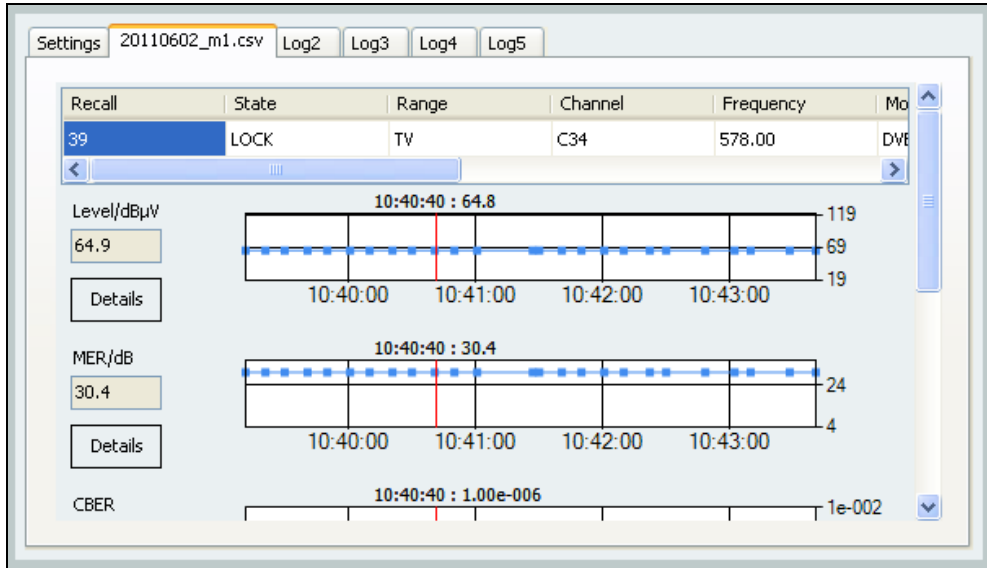 Settings 20110602_m1.csv Log2 Log3 Log4 Log5
Recall State Range Channel Frequency Mo
39 LOCK TV C34 578.00 DVB
10:40:40 : 64.8
Level/dBµV
119
64.9
69
19
Details
10:40:00 10:41:00 10:42:00 10:43:00
10:40:40 : 30.4
MER/dB
30.4
24
4
Details
10:40:00 10:41:00 10:42:00 10:43:00
10:40:40 : 1.00e-006
CBER
1e-002